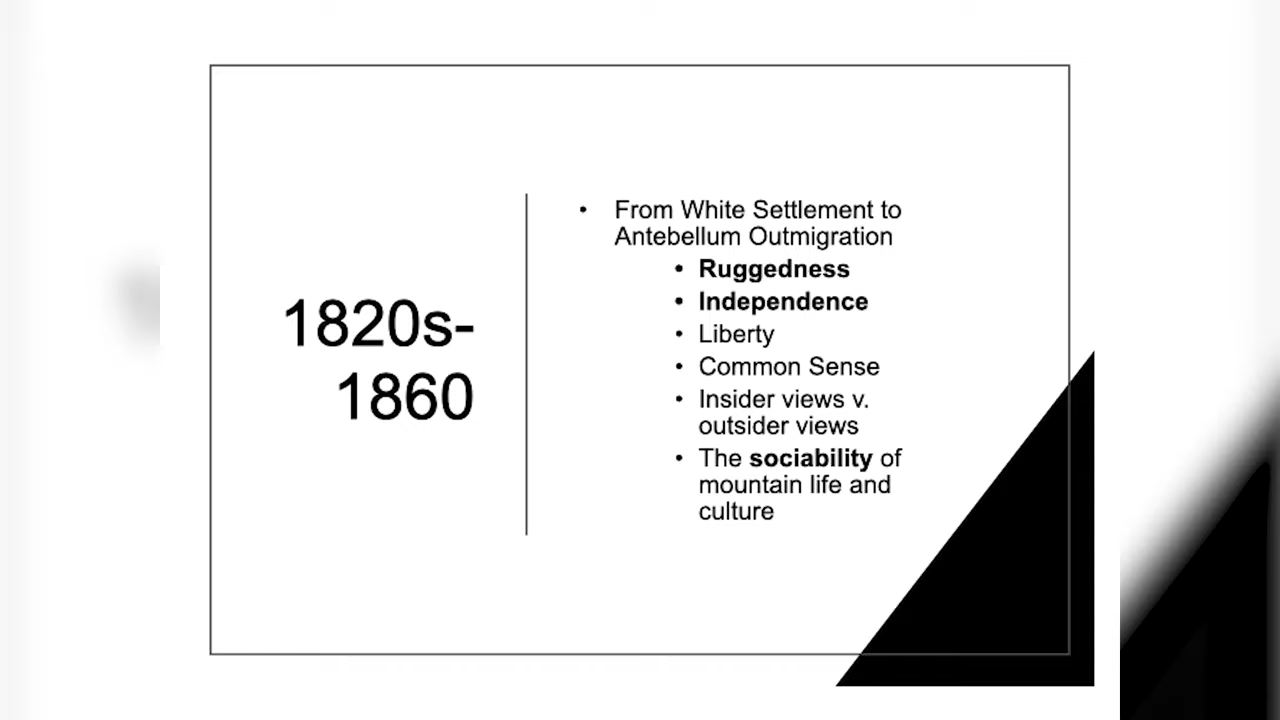 1820s-
1860
• From White Settlement to
Antebellum Outmigration
• Ruggedness
• Independence
• Liberty
• Common Sense
• Insider views v.
outsider views
• The sociability of
mountain life and
culture